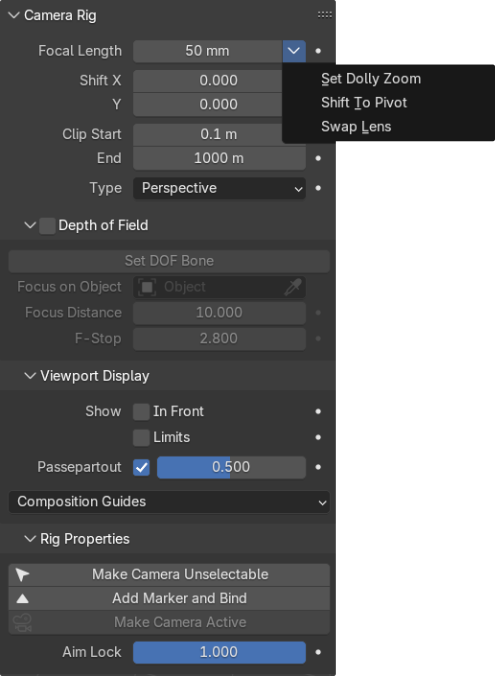 Camera Rig
Focal Length 50 mm
Set Dolly Zoom
Shift To Pivot
Swap Lens
Shift X 0.000
Y 0.000
Clip Start 0.1 m
End 1000 m
Type Perspective
Depth of Field
Set DOF Bone
Focus on Object Object
Focus Distance 10.000
F-Stop 2.800
Viewport Display
Show In Front
Limits
Passepartout 0.500
Composition Guides
Rig Properties
Make Camera Unselectable
Add Marker and Bind
Make Camera Active
Aim Lock 1.000